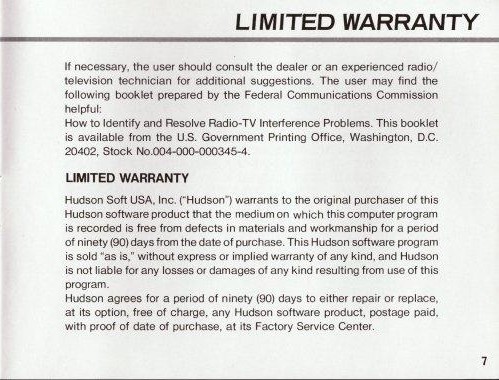 LIMITED WARRANTY
If necessary, the user should consult the dealer or an experienced radio/
television technician for additional suggestions. The user may find the
following booklet prepared by the Federal Communications Commission
helpful:
How to Identify and Resolve Radio-TV Interference Problems. This booklet
is available from the U.S. Government Printing Office, Washington, D.C.
20402, Stock No.004-000-000345-4.
LIMITED WARRANTY
Hudson Soft USA, Inc. (“Hudson”) warrants to the original purchaser of this
Hudson software product that the medium on which this computer program
is recorded is free from defects in materials and workmanship for a period
of ninety (90) days from the date of purchase. This Hudson software program
is sold “as is,” without express or implied warranty of any kind, and Hudson
is not liable for any losses or damages of any kind resulting from use of this
program.
Hudson agrees for a period of ninety (90) days to either repair or replace,
at its option, free of charge, any Hudson software product, postage paid,
with proof of date of purchase, at its Factory Service Center.
7